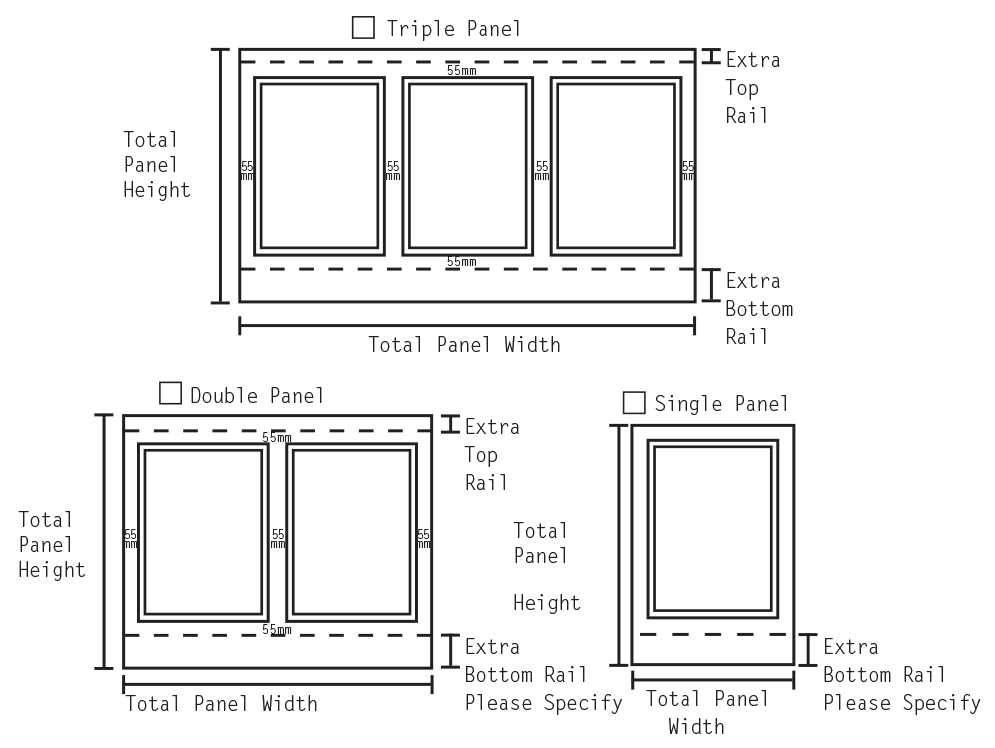 Triple Panel
Extra
Top
Rail
55mm
Total
Panel
Height
55
mm
55
mm
55
mm
55
mm
55mm
Extra
Bottom
Rail
Total Panel Width
Double Panel
Extra
Top
Rail
55mm
Total
Panel
Height
55
mm
55
mm
55
mm
55mm
Extra
Bottom Rail
Please Specify
Total Panel Width
Single Panel
Total
Panel
Height
Extra
Bottom Rail
Please Specify
Total Panel
Width